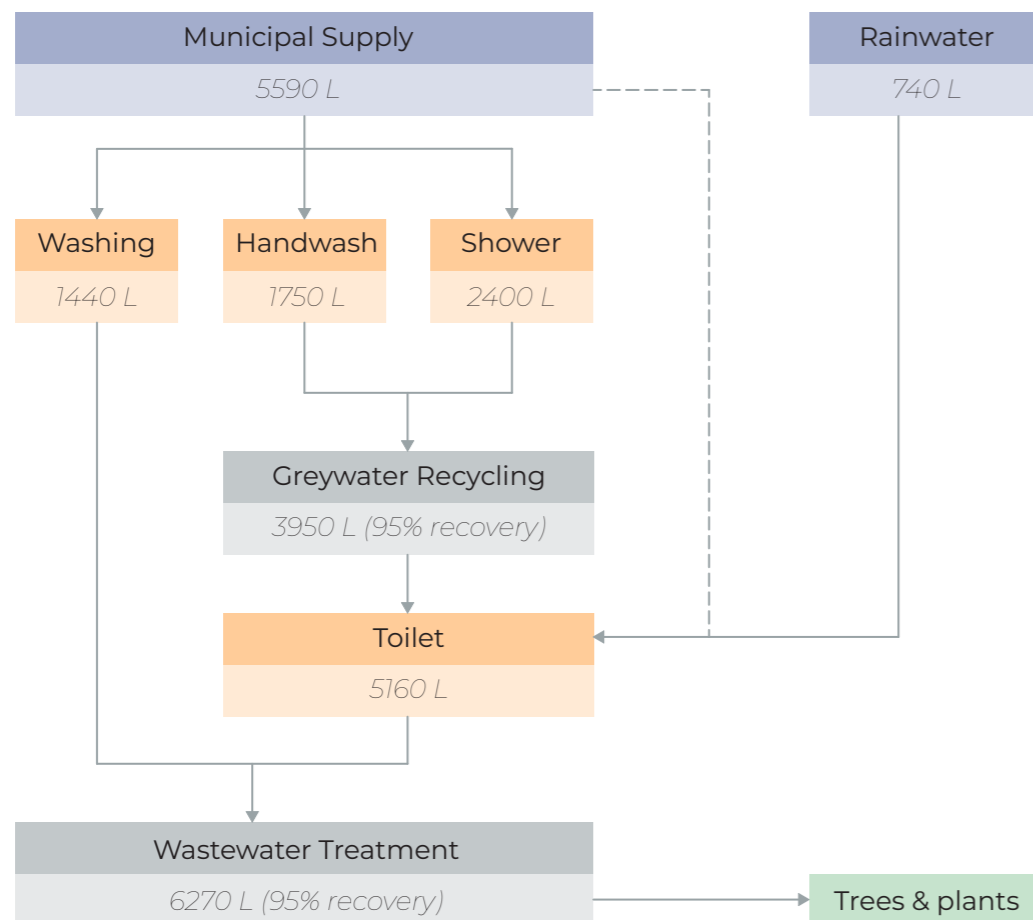 Municipal Supply
5590 L
Rainwater
740 L
Washing
1440 L
Handwash
1750 L
Shower
2400 L
Greywater Recycling
3950 L (95% recovery)
Toilet
5160 L
Wastewater Treatment
6270 L (95% recovery)
Trees & plants